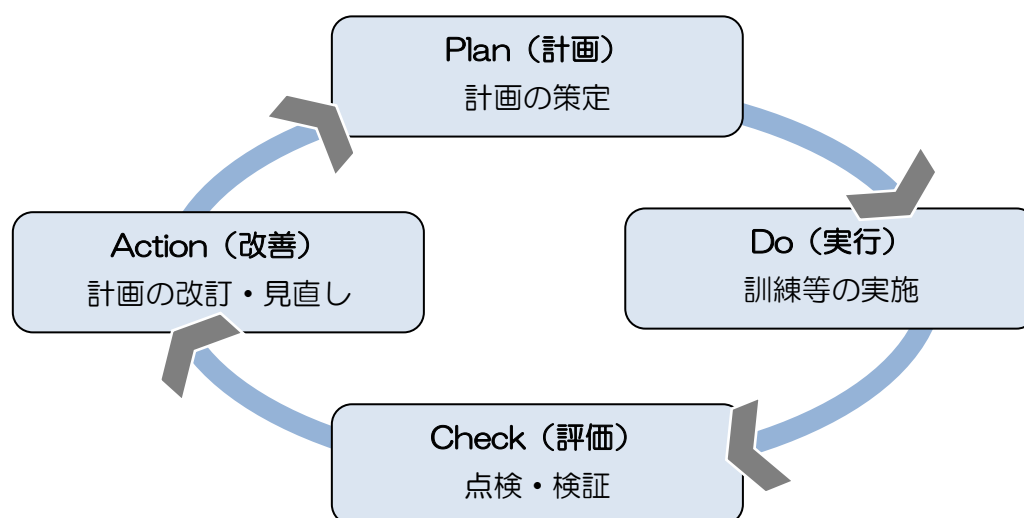 Plan（計画）
計画の策定
Do（実行）
訓練等の実施
Check（評価）
点検・検証
Action（改善）
計画の改訂・見直し